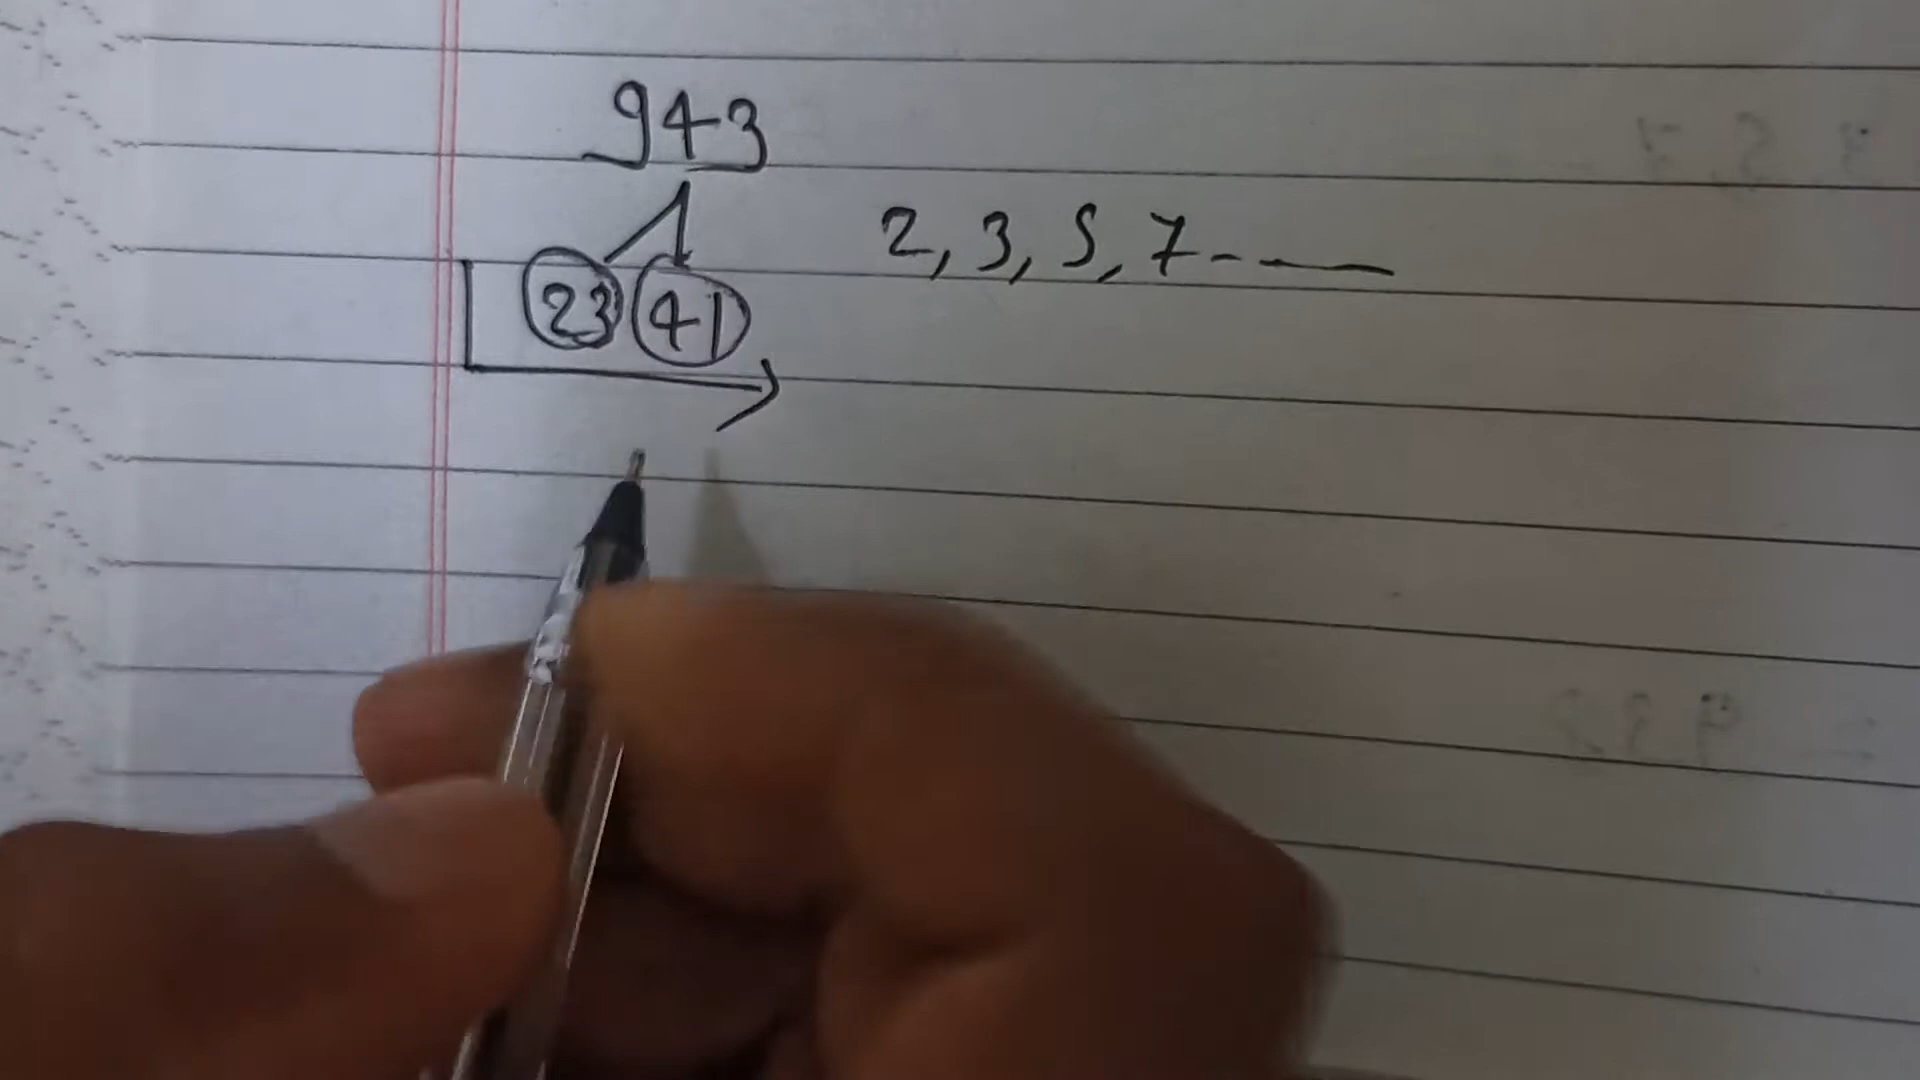 943
2, 3, 5, 7 - —
23 41